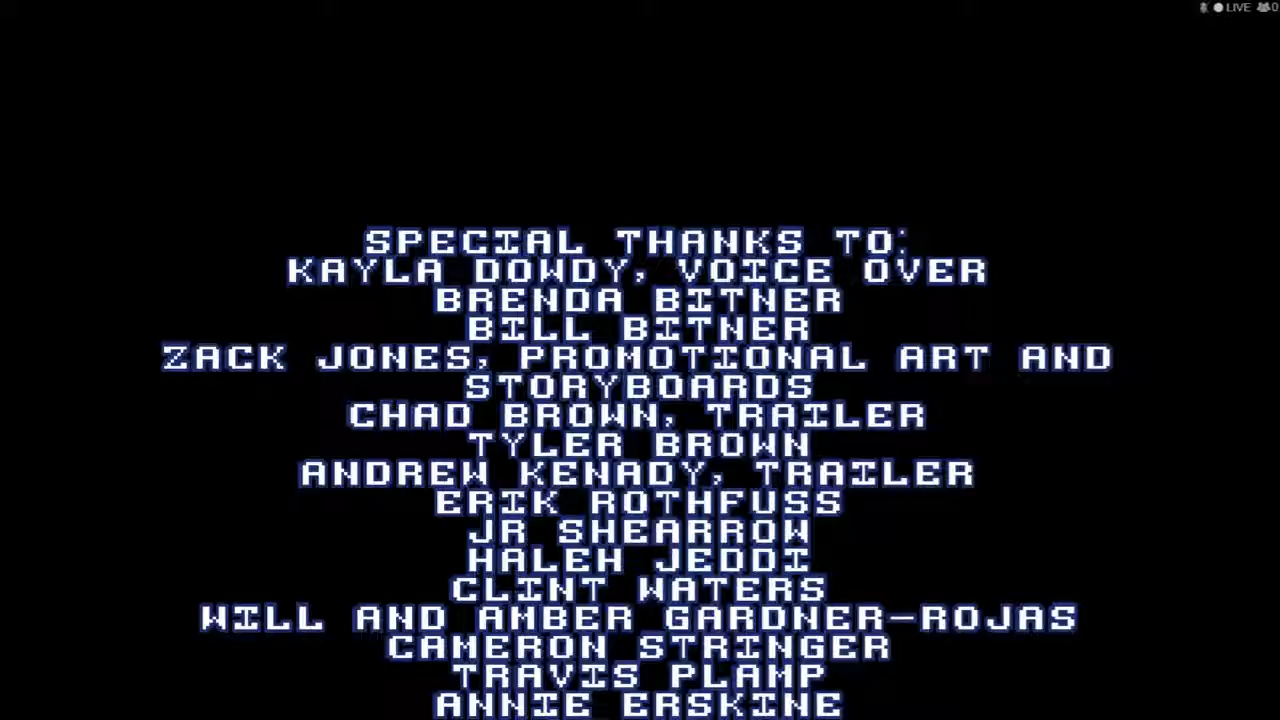 LIVE 0
SPECIAL THANKS TO:
KAYLA DOWDY, VOICE OVER
BRENDA BITNER
BILL BITNER
ZACK JONES, PROMOTIONAL ART AND
STORYBOARDS
CHAD BROWN, TRAILER
TYLER BROWN
ANDREW KENADY, TRAILER
ERIK ROTHFUSS
JR SHEARROW
HALEH JEDDI
CLINT WATERS
WILL AND AMBER GARDNER-ROJAS
CAMERON STRINGER
TRAVIS PLAMP
ANNIE ERSKINE